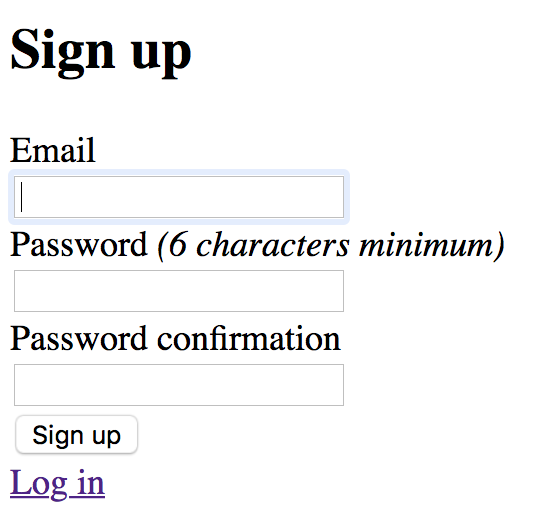 Sign up
Email
Password (6 characters minimum)
Password confirmation
Sign up
Log in